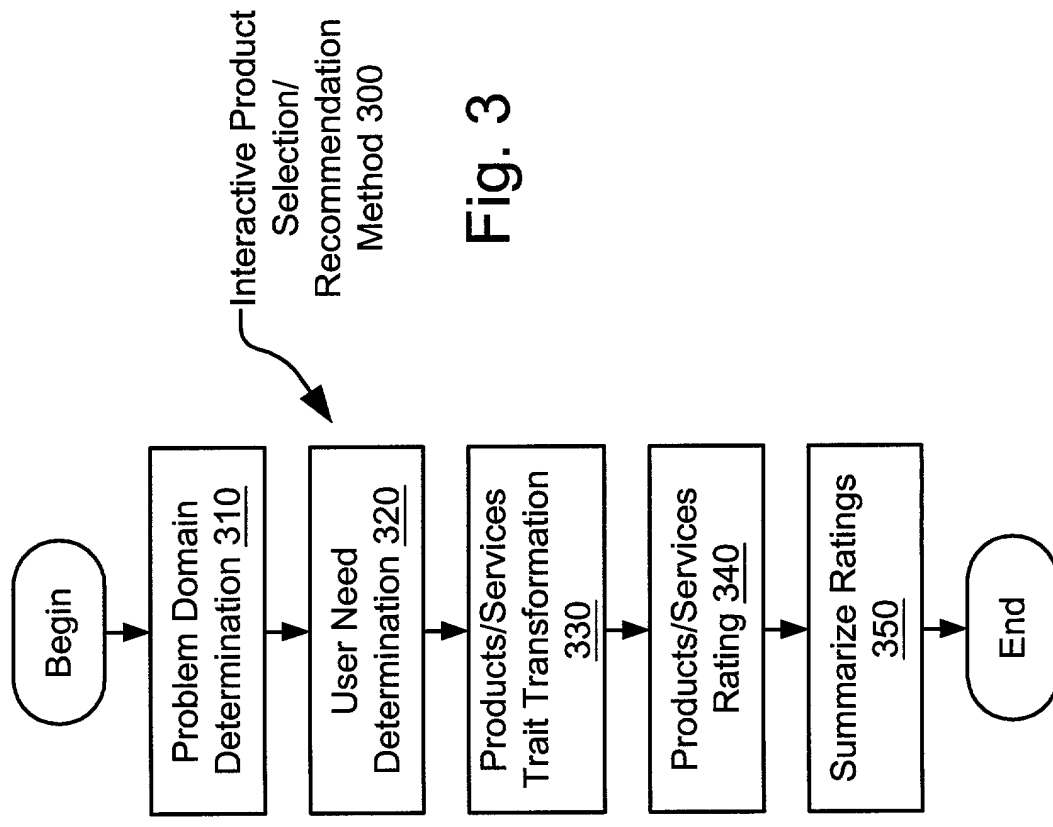 Begin
Problem Domain
Determination 310
User Need
Determination 320
Products/Services
Trait Transformation
330
Products/Services
Rating 340
Summarize Ratings
350
End
Interactive Product
Selection/
Recommendation
Method 300
Fig. 3